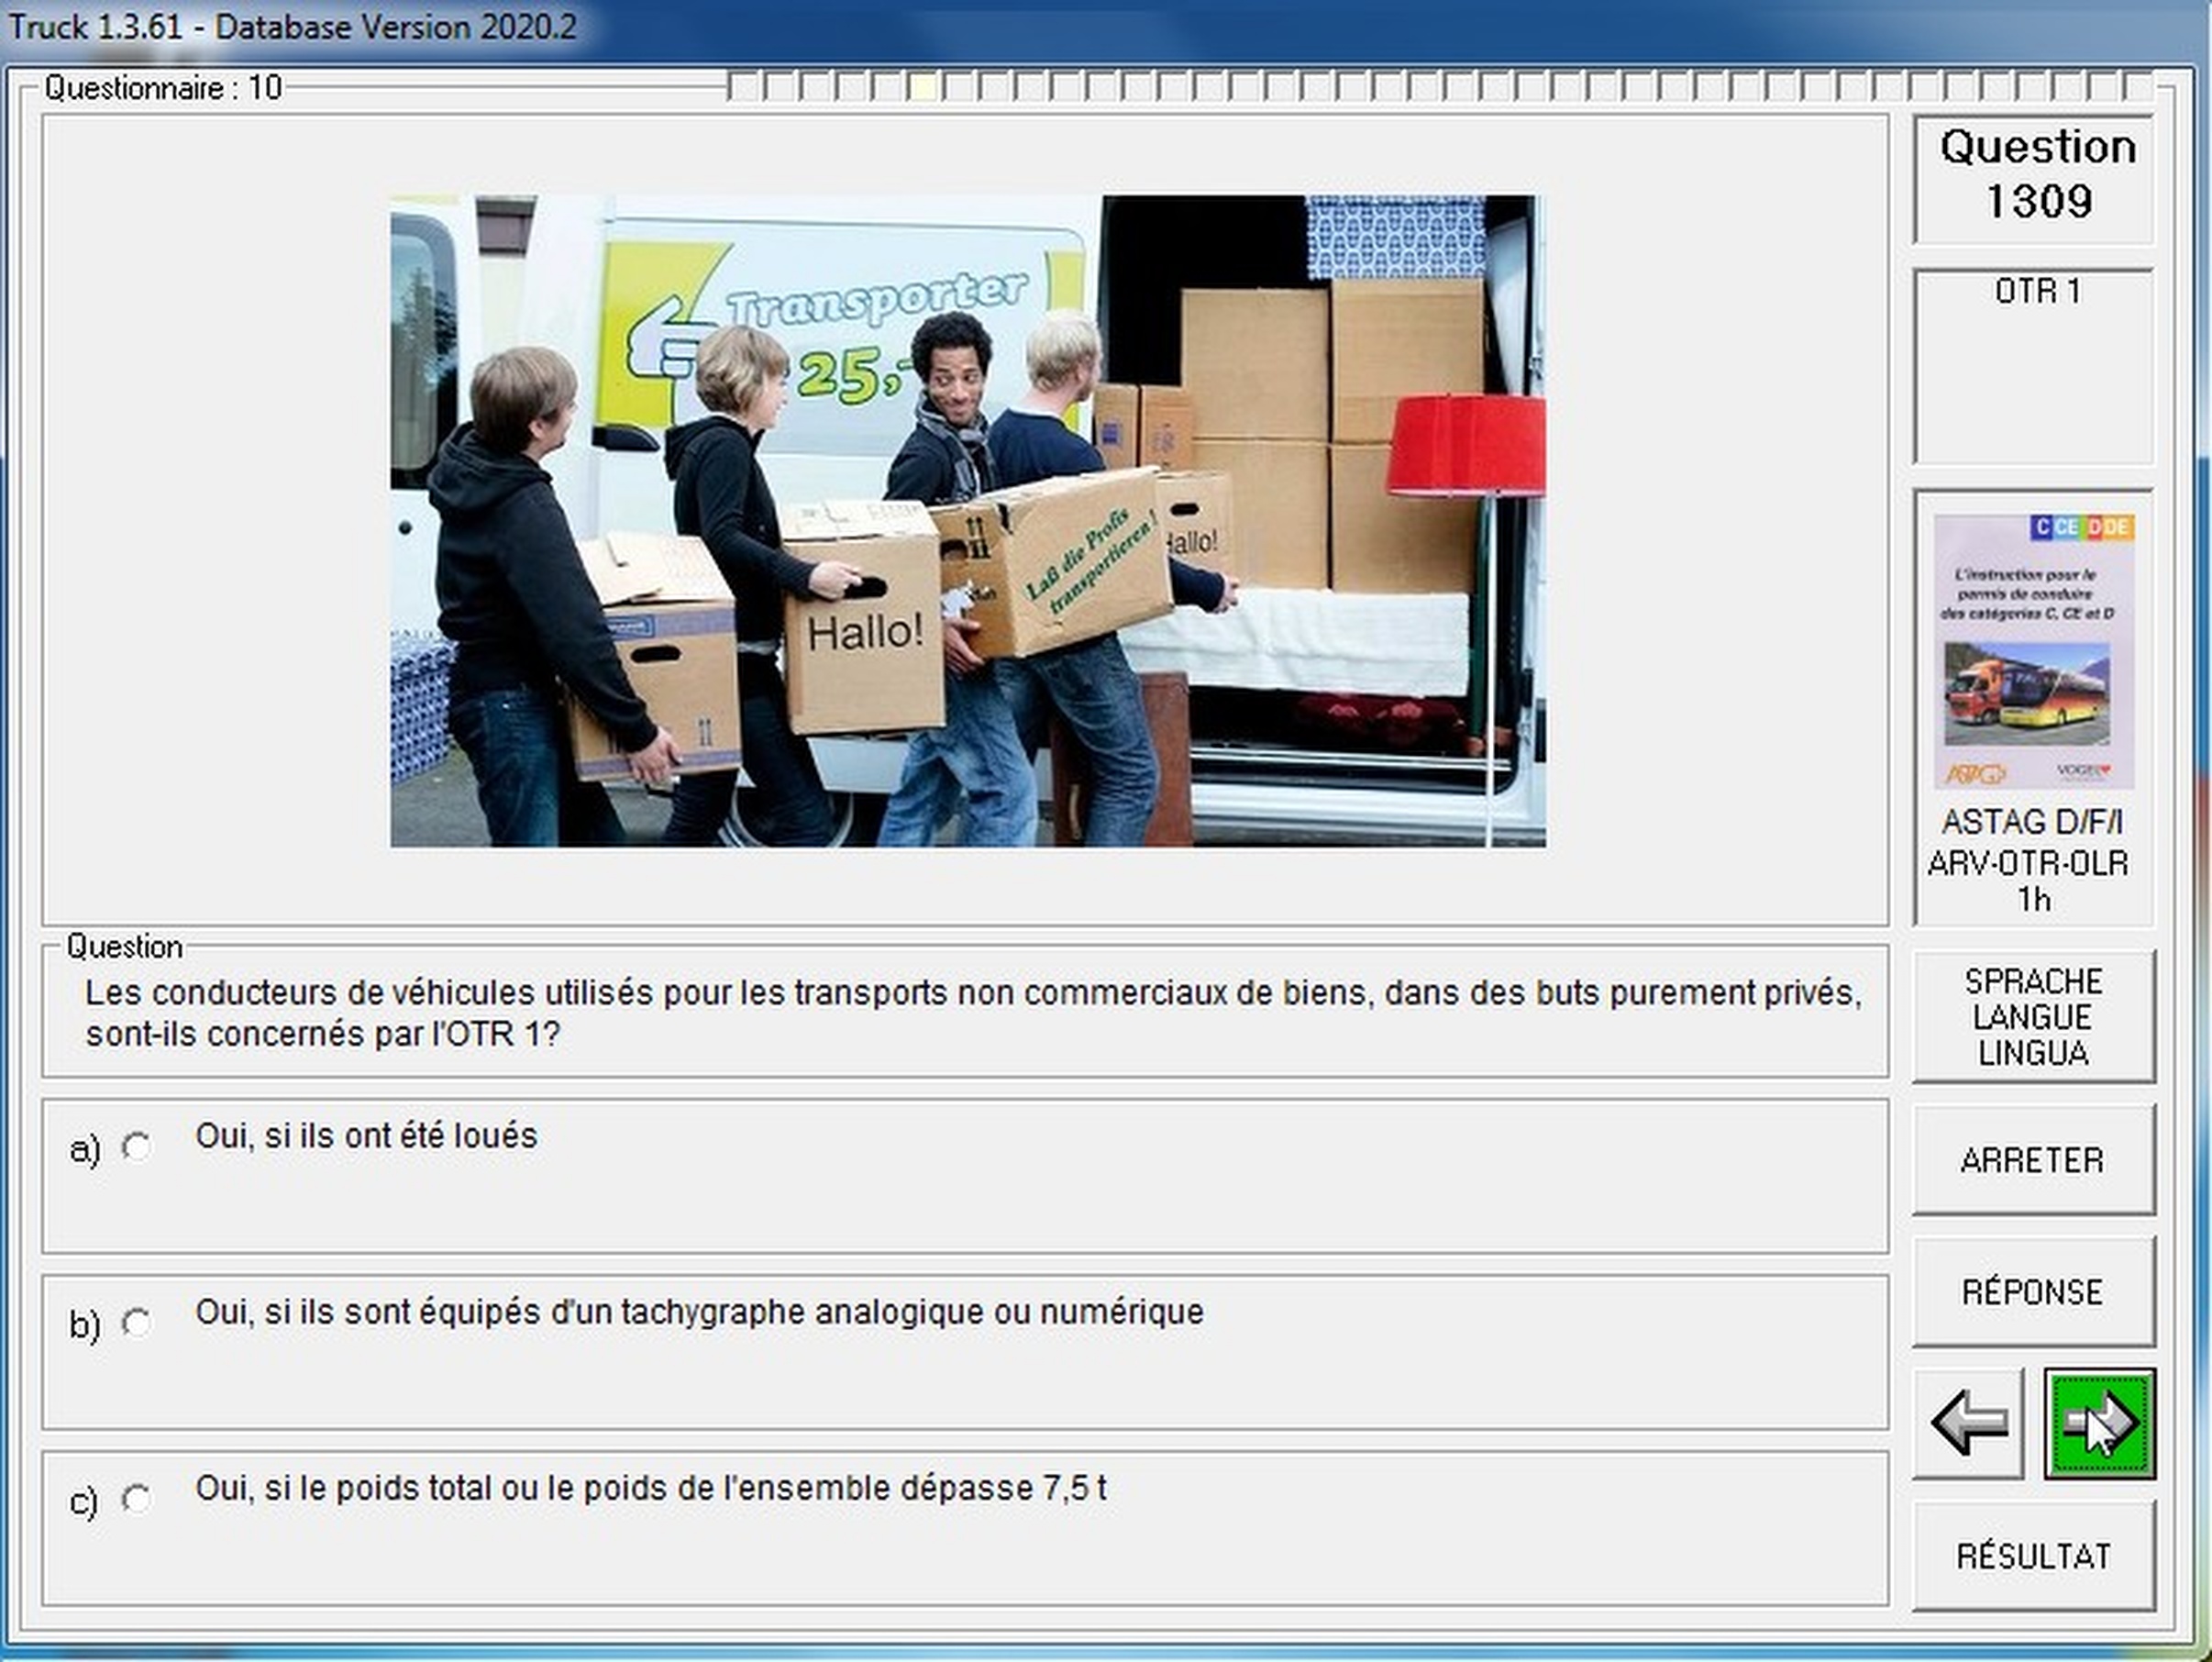 Truck 1.3.61 - Database Version 2020.2
Questionnaire : 10
Question
1309
OTR 1
Transporter
25,-
Hallo!
Laß die Profis
transportieren!
Hallo!
C CE D DE
L'instruction pour le
permis de conduire
des catégories C, CE et D
ASTAG
VOGEL
ASTAG D/F/I
ARV-OTR-OLR
1h
Question
Les conducteurs de véhicules utilisés pour les transports non commerciaux de biens, dans des buts purement privés,
sont-ils concernés par l'OTR 1?
a) Oui, si ils ont été loués
b) Oui, si ils sont équipés d'un tachygraphe analogique ou numérique
c) Oui, si le poids total ou le poids de l'ensemble dépasse 7,5 t
SPRACHE
LANGUE
LINGUA
ARRETER
RÉPONSE
RÉSULTAT